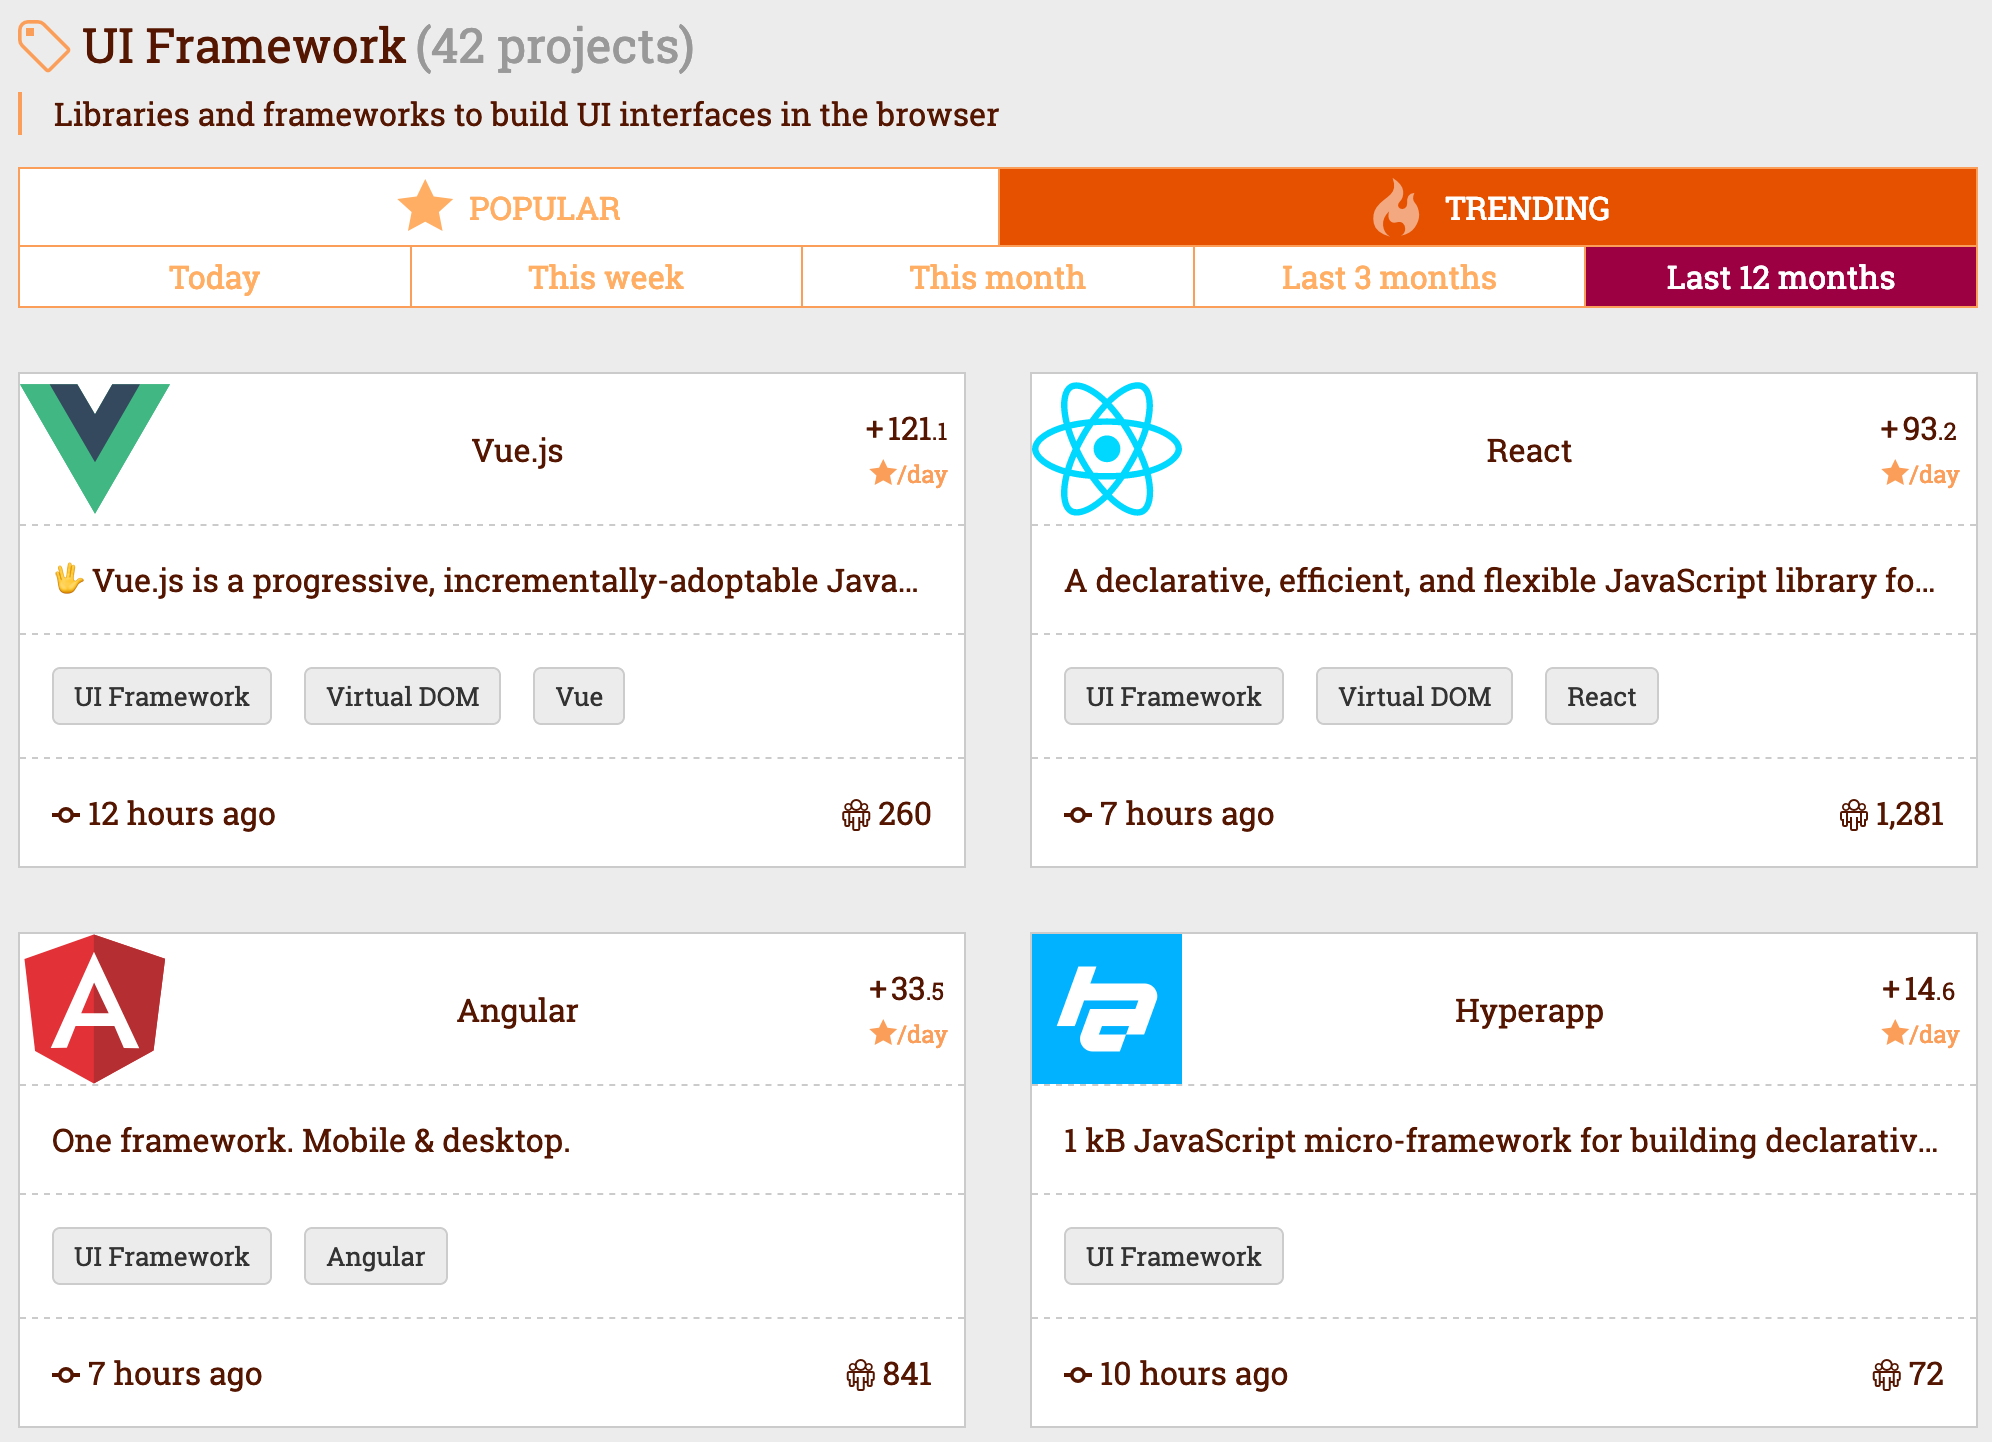 UI Framework (42 projects)
Libraries and frameworks to build UI interfaces in the browser
POPULAR TRENDING
Today This week This month Last 3 months Last 12 months
Vue.js +121.1
/day
Vue.js is a progressive, incrementally-adoptable Java...
UI Framework Virtual DOM Vue
12 hours ago 260
React +93.2
/day
A declarative, efficient, and flexible JavaScript library fo...
UI Framework Virtual DOM React
7 hours ago 1,281
Angular +33.5
/day
One framework. Mobile & desktop.
UI Framework Angular
7 hours ago 841
Hyperapp +14.6
/day
1 kB JavaScript micro-framework for building declarativ...
UI Framework
10 hours ago 72